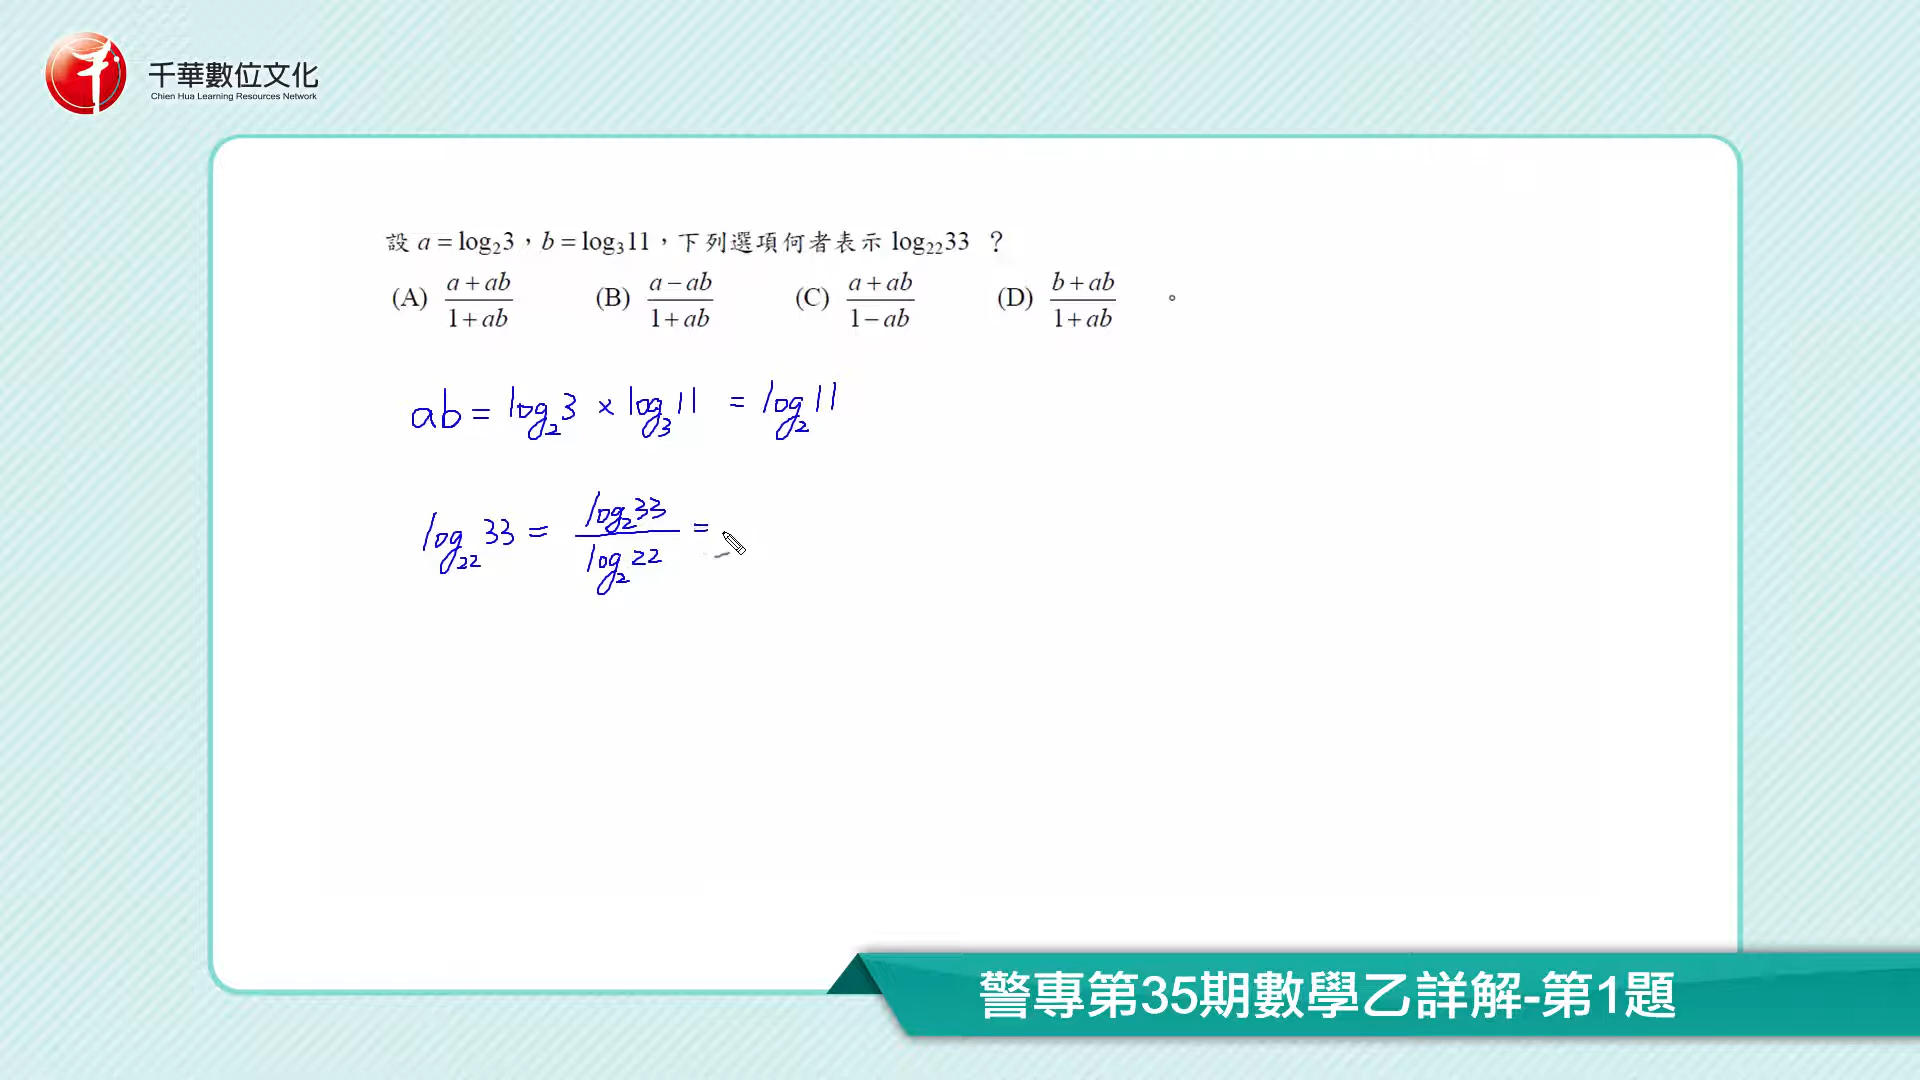 千華數位文化
Chien Hua Learning Resources Network
設 a = log₂3，b = log₃11，下列選項何者表示 log₂₂33 ？
(A) (a + ab)/(1 + ab) (B) (a − ab)/(1 + ab) (C) (a + ab)/(1 − ab) (D) (b + ab)/(1 + ab) 。
ab = log₂3 × log₃11 = log₂11
log₂₂33 = log₂33/log₂22 =
警專第35期數學乙詳解-第1題